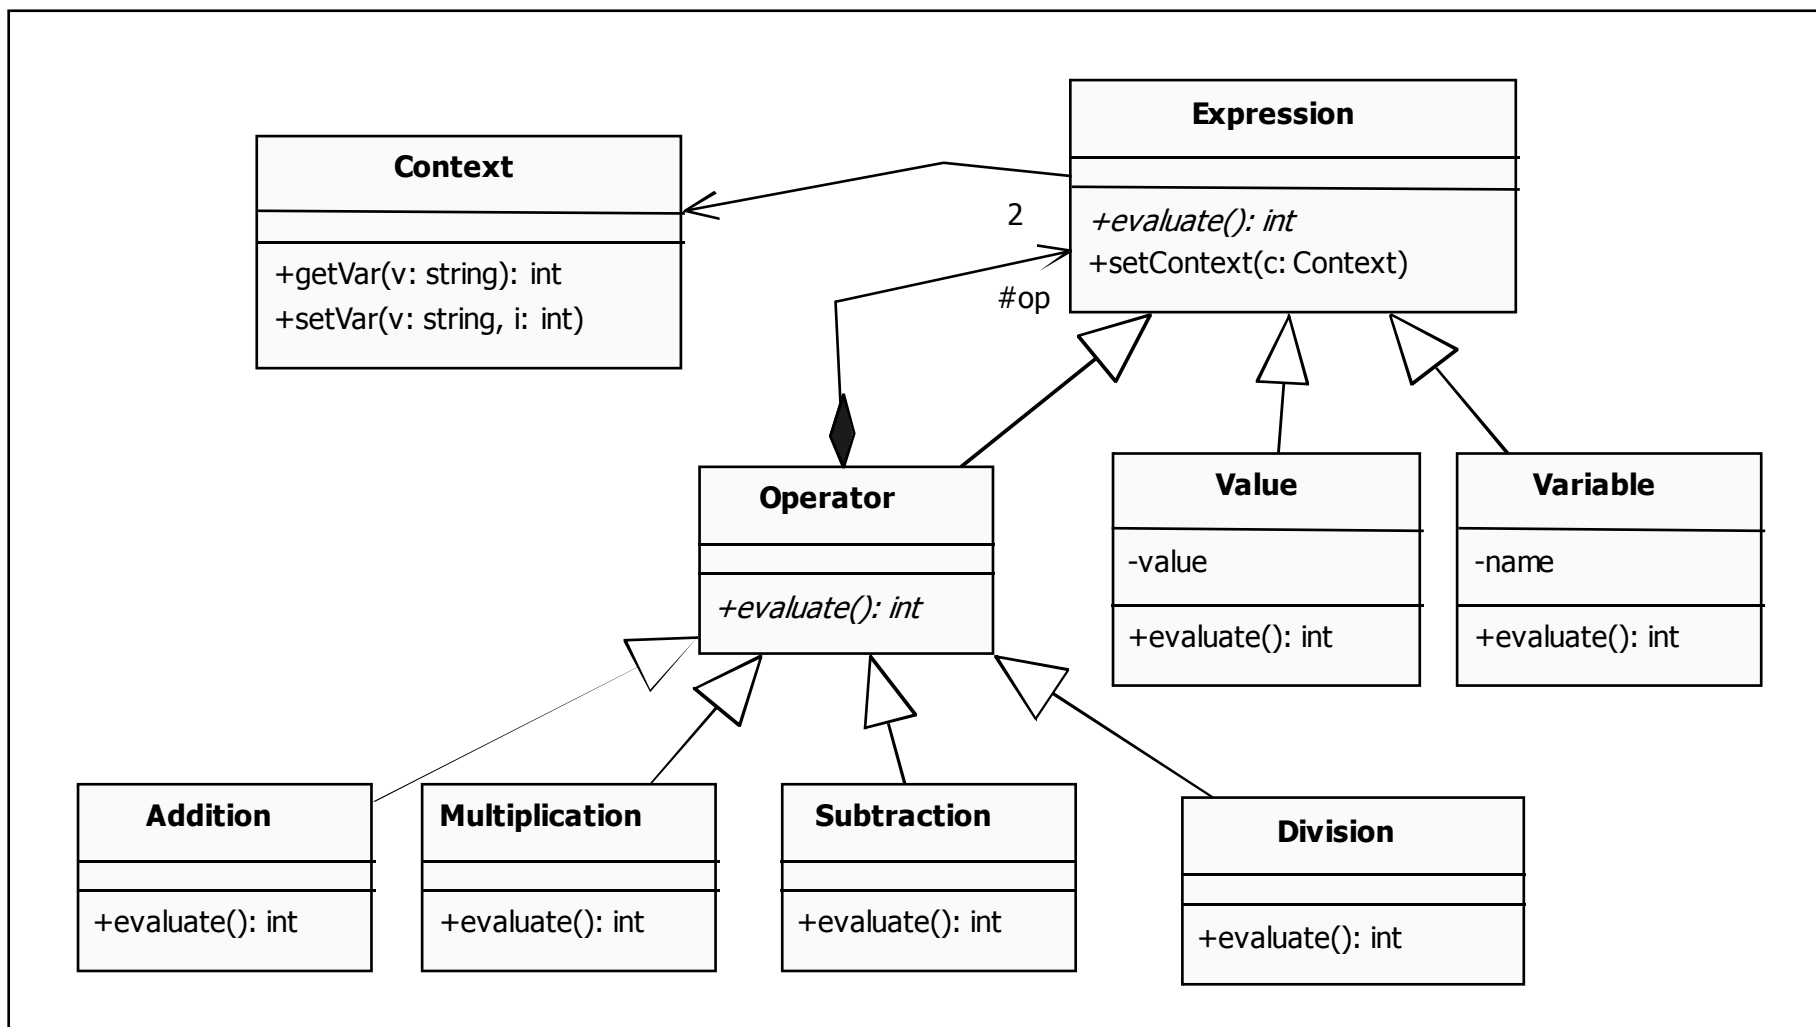 Expression
+evaluate(): int
+setContext(c: Context)
Context
+getVar(v: string): int
+setVar(v: string, i: int)
2
#op
Operator
+evaluate(): int
Value
-value
+evaluate(): int
Variable
-name
+evaluate(): int
Addition
+evaluate(): int
Multiplication
+evaluate(): int
Subtraction
+evaluate(): int
Division
+evaluate(): int